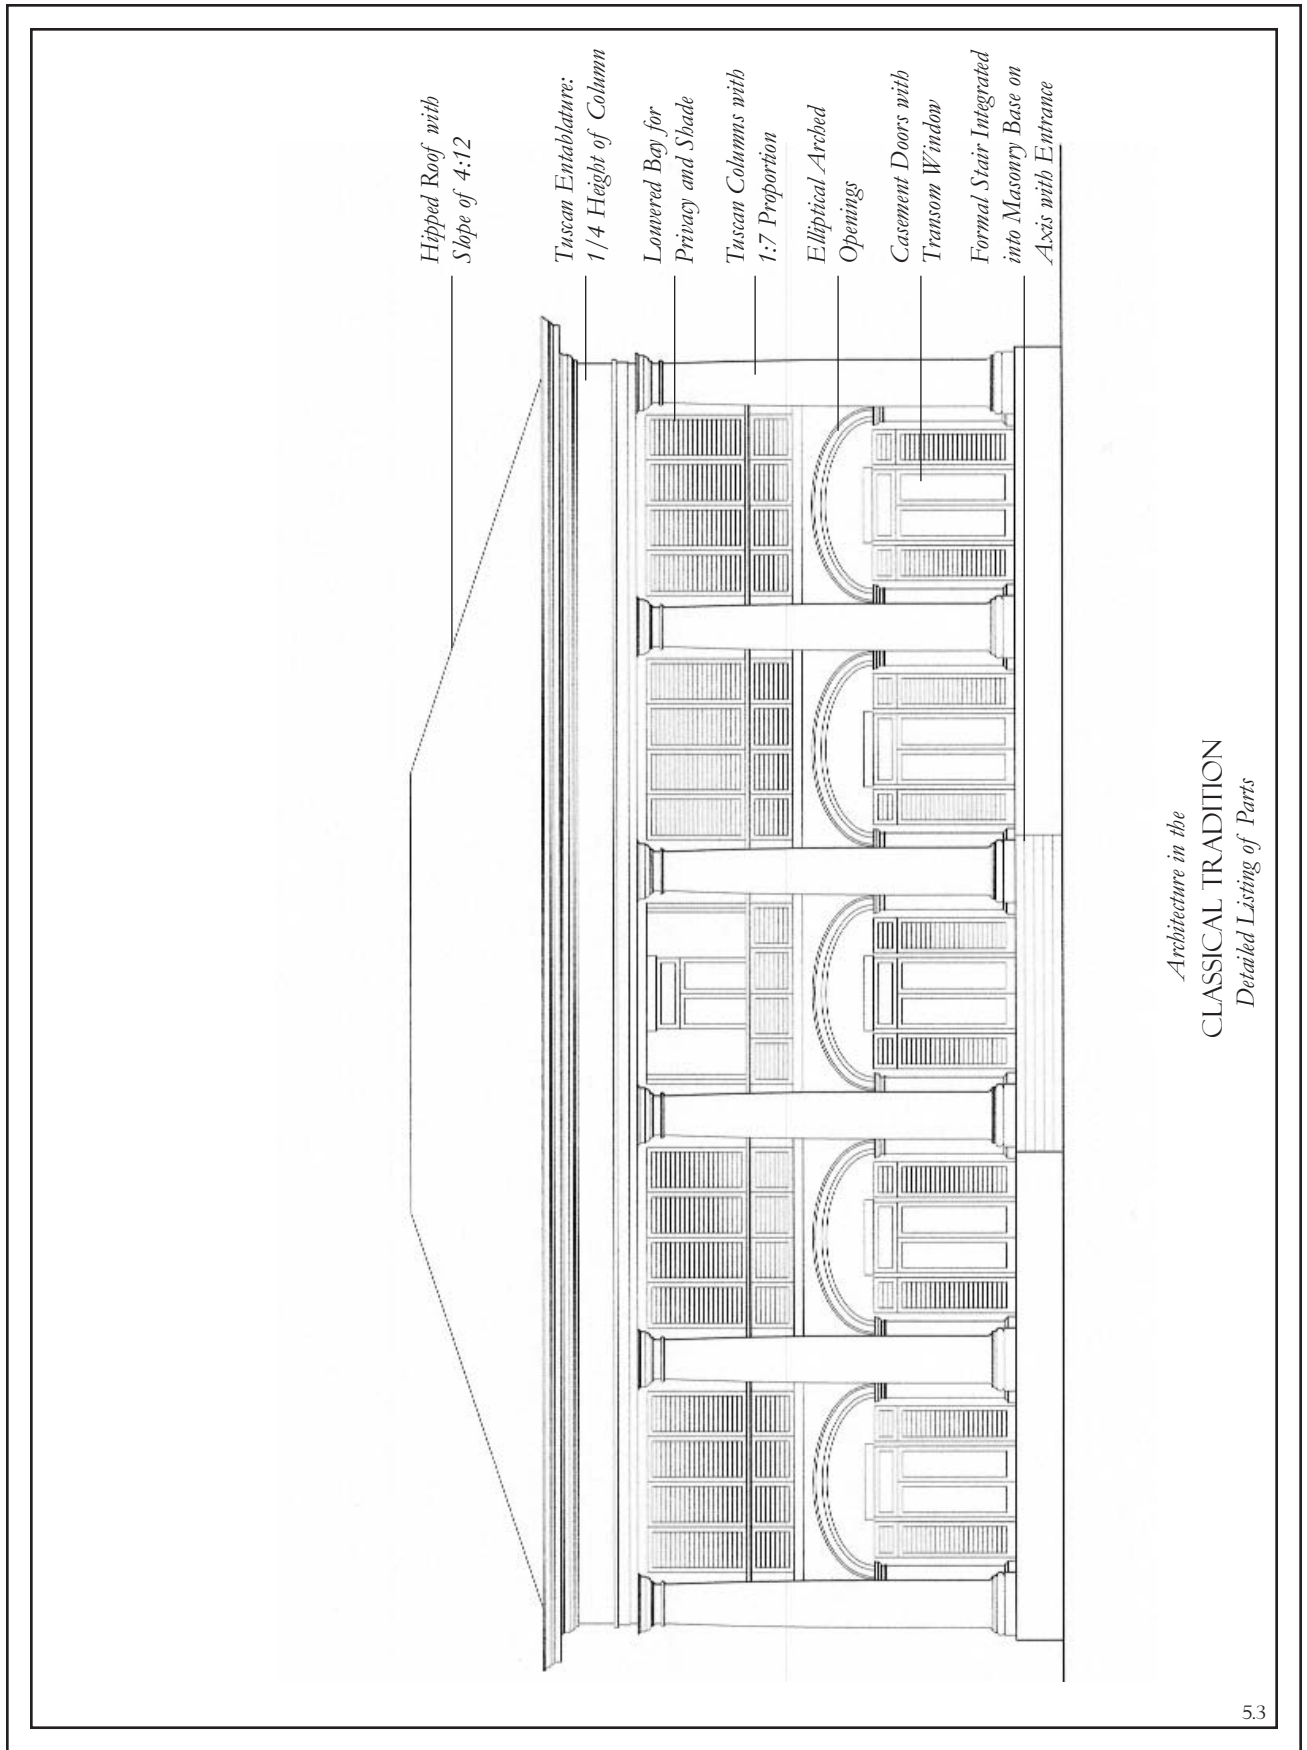 Hipped Roof with
Slope of 4:12
Tuscan Entablature:
1/4 Height of Column
Louvered Bay for
Privacy and Shade
Tuscan Columns with
1:7 Proportion
Elliptical Arched
Openings
Casement Doors with
Transom Window
Formal Stair Integrated
into Masonry Base on
Axis with Entrance
Architecture in the
CLASSICAL TRADITION
Detailed Listing of Parts
5.3